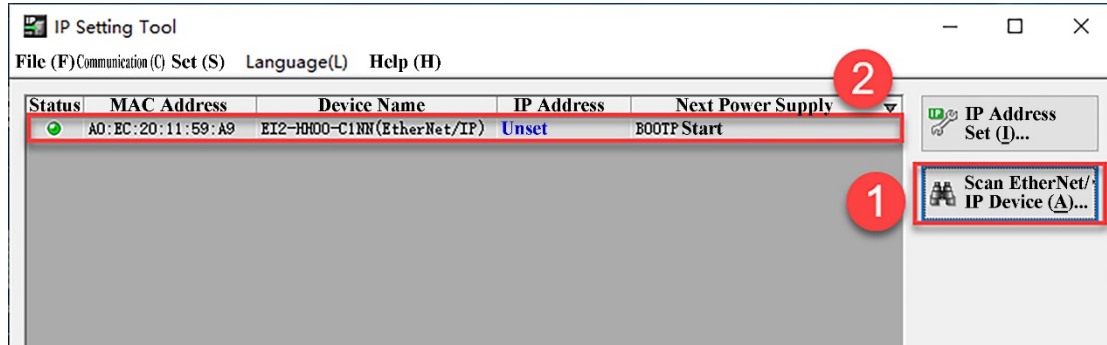 IP Setting Tool
File (F) Communication (C) Set (S) Language(L) Help (H)
2
Status MAC Address Device Name IP Address Next Power Supply
A0:EC:20:11:59:A9 EI2-HH00-C1NN(EtherNet/IP) Unset BOOTP Start
IP Address
Set (I)...
1
Scan EtherNet/
IP Device (A)...